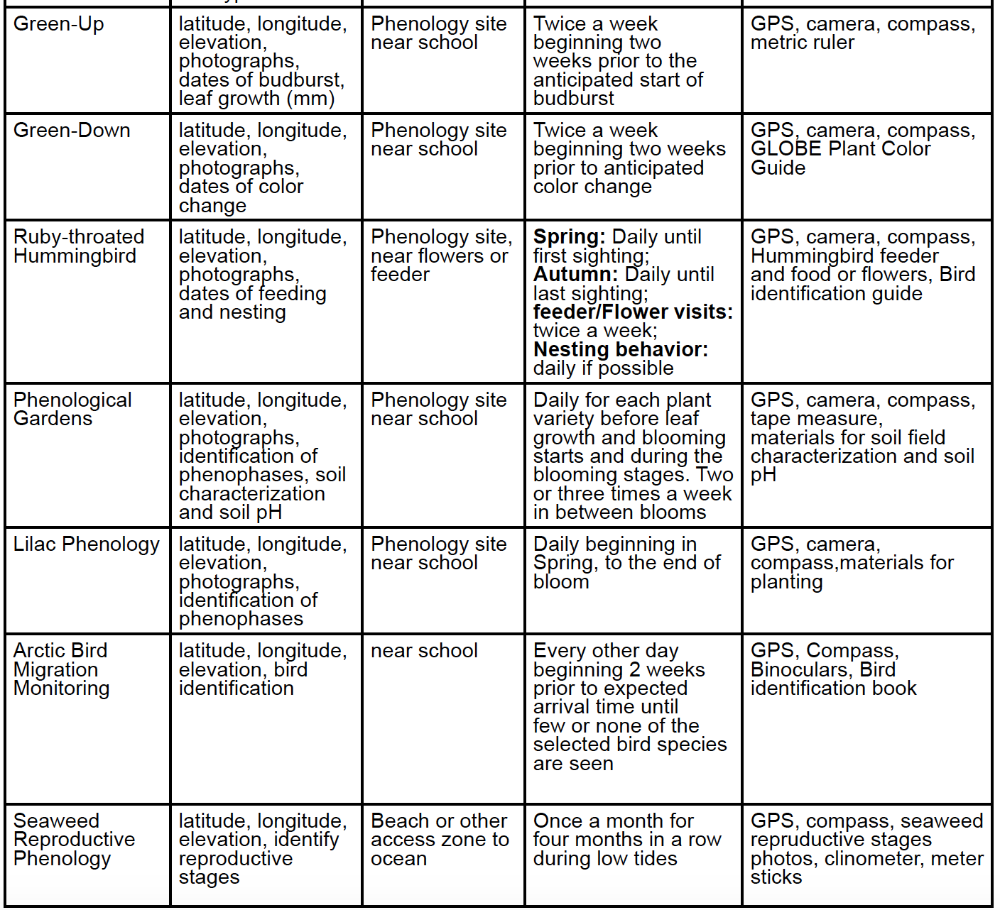 Green-Up
latitude, longitude,
elevation,
photographs,
dates of budburst,
leaf growth (mm)
Phenology site
near school
Twice a week
beginning two
weeks prior to the
anticipated start of
budburst
GPS, camera, compass,
metric ruler
Green-Down
latitude, longitude,
elevation,
photographs,
dates of color
change
Phenology site
near school
Twice a week
beginning two weeks
prior to anticipated
color change
GPS, camera, compass,
GLOBE Plant Color
Guide
Ruby-throated
Hummingbird
latitude, longitude,
elevation,
photographs,
dates of feeding
and nesting
Phenology site,
near flowers or
feeder
Spring: Daily until
first sighting;
Autumn: Daily until
last sighting;
feeder/Flower visits:
twice a week;
Nesting behavior:
daily if possible
GPS, camera, compass,
Hummingbird feeder
and food or flowers, Bird
identification guide
Phenological
Gardens
latitude, longitude,
elevation,
photographs,
identification of
phenophases, soil
characterization
and soil pH
Phenology site
near school
Daily for each plant
variety before leaf
growth and blooming
starts and during the
blooming stages. Two
or three times a week
in between blooms
GPS, camera, compass,
tape measure,
materials for soil field
characterization and soil
pH
Lilac Phenology
latitude, longitude,
elevation,
photographs,
identification of
phenophases
Phenology site
near school
Daily beginning in
Spring, to the end of
bloom
GPS, camera,
compass,materials for
planting
Arctic Bird
Migration
Monitoring
latitude, longitude,
elevation, bird
identification
near school
Every other day
beginning 2 weeks
prior to expected
arrival time until
few or none of the
selected bird species
are seen
GPS, Compass,
Binoculars, Bird
identification book
Seaweed
Reproductive
Phenology
latitude, longitude,
elevation, identify
reproductive
stages
Beach or other
access zone to
ocean
Once a month for
four months in a row
during low tides
GPS, compass, seaweed
repruductive stages
photos, clinometer, meter
sticks